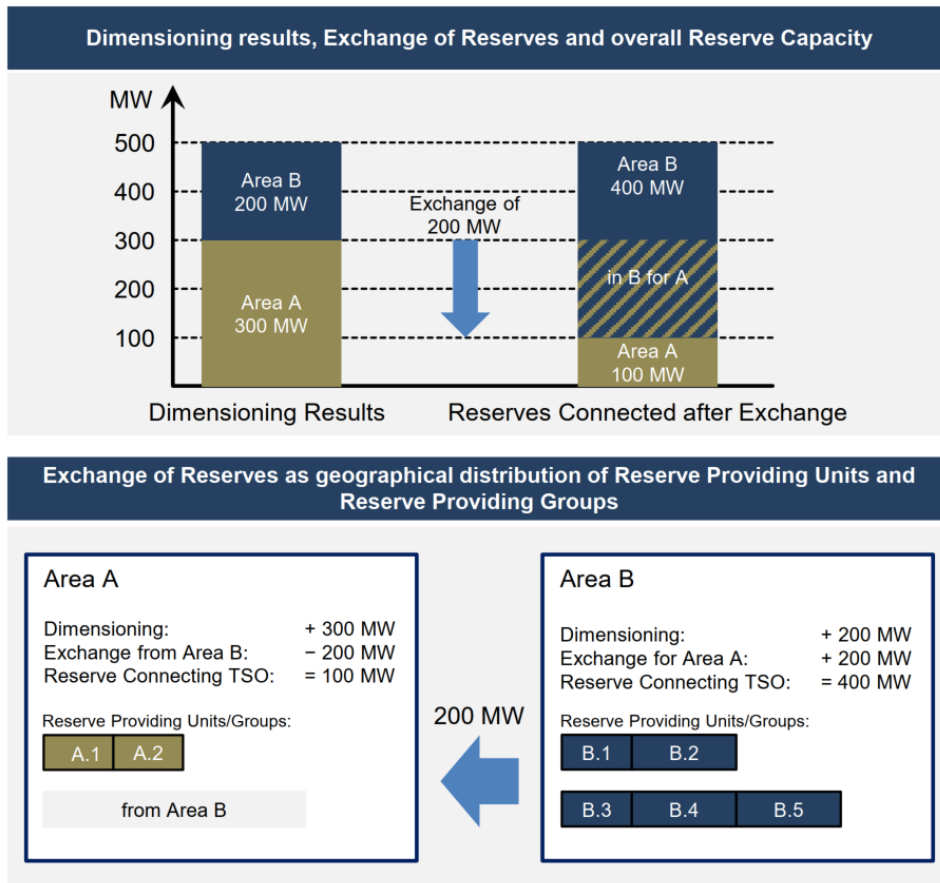 Dimensioning results, Exchange of Reserves and overall Reserve Capacity
MW
500
400
300
200
100
Area B
200 MW
Area A
300 MW
Exchange of
200 MW
Area B
400 MW
in B for A
Area A
100 MW
Dimensioning Results
Reserves Connected after Exchange
Exchange of Reserves as geographical distribution of Reserve Providing Units and
Reserve Providing Groups
Area A
Dimensioning: + 300 MW
Exchange from Area B: − 200 MW
Reserve Connecting TSO: = 100 MW
Reserve Providing Units/Groups:
A.1 A.2
from Area B
200 MW
Area B
Dimensioning: + 200 MW
Exchange for Area A: + 200 MW
Reserve Connecting TSO: = 400 MW
Reserve Providing Units/Groups:
B.1 B.2
B.3 B.4 B.5